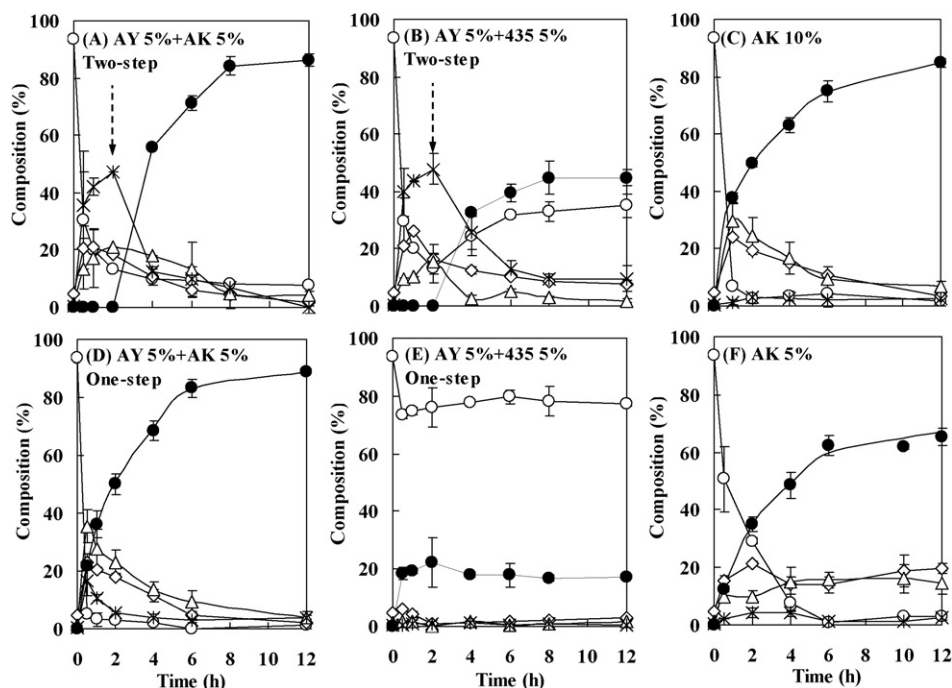 100
80
60
40
20
0
Composition (%)
(A) AY 5%+AK 5%
Two-step
0 2 4 6 8 10 12
100
80
60
40
20
0
Composition (%)
(B) AY 5%+435 5%
Two-step
0 2 4 6 8 10 12
100
80
60
40
20
0
Composition (%)
(C) AK 10%
0 2 4 6 8 10 12
100
80
60
40
20
0
Composition (%)
(D) AY 5%+AK 5%
One-step
0 2 4 6 8 10 12
Time (h)
100
80
60
40
20
0
Composition (%)
(E) AY 5%+435 5%
One-step
0 2 4 6 8 10 12
Time (h)
100
80
60
40
20
0
Composition (%)
(F) AK 5%
0 2 4 6 8 10 12
Time (h)